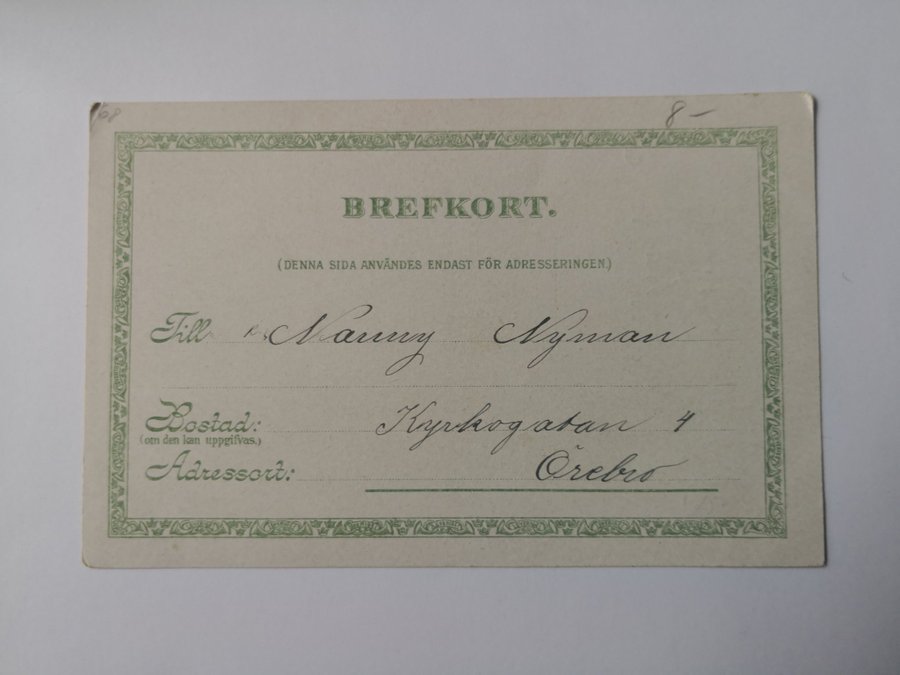 8-
BREFKORT.
(DENNA SIDA ANVÄNDES ENDAST FÖR ADRESSERINGEN.)
Till Nanny Nyman
Bostad: Kyrkogatan 4
(om den kan uppgifvas.)
Adressort: Örebro